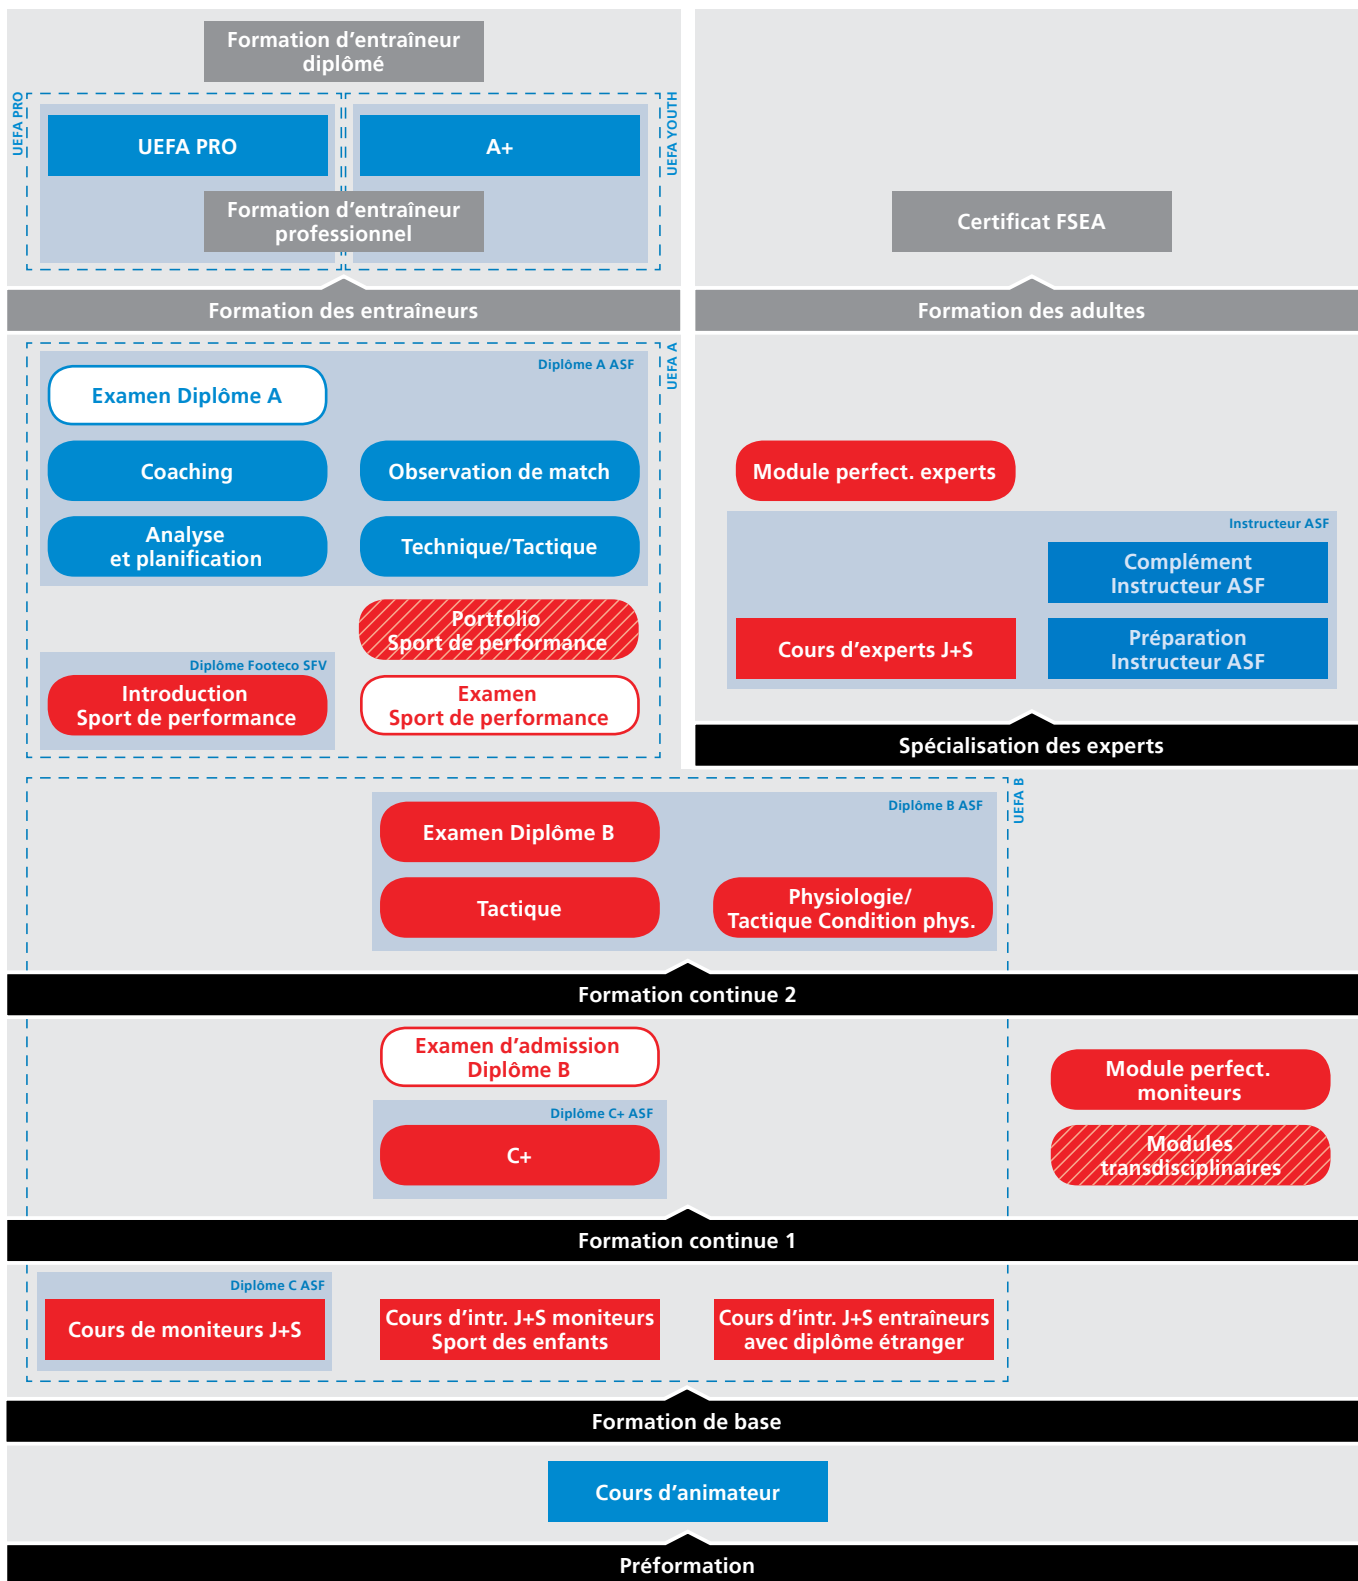 Formation d’entraîneur
diplômé
UEFA PRO
UEFA YOUTH
UEFA PRO
A+
Formation d’entraîneur
professionnel
Certificat FSEA
Formation des entraîneurs
Formation des adultes
UEFA A
Diplôme A ASF
Examen Diplôme A
Coaching
Observation de match
Analyse
et planification
Technique/Tactique
Portfolio
Sport de performance
Diplôme Footeco SFV
Introduction
Sport de performance
Examen
Sport de performance
Module perfect. experts
Instructeur ASF
Complément
Instructeur ASF
Cours d’experts J+S
Préparation
Instructeur ASF
Spécialisation des experts
UEFA B
Diplôme B ASF
Examen Diplôme B
Tactique
Physiologie/
Tactique Condition phys.
Formation continue 2
Examen d’admission
Diplôme B
Diplôme C+ ASF
C+
Module perfect.
moniteurs
Modules
transdisciplinaires
Formation continue 1
Diplôme C ASF
Cours de moniteurs J+S
Cours d’intr. J+S moniteurs
Sport des enfants
Cours d’intr. J+S entraîneurs
avec diplôme étranger
Formation de base
Cours d’animateur
Préformation